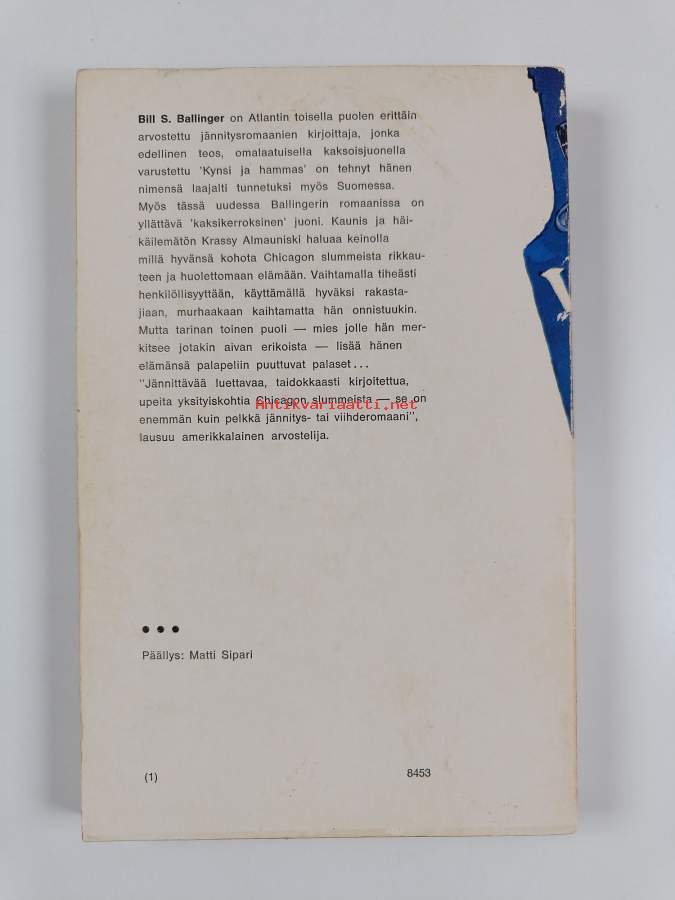 Bill S. Ballinger on Atlantin toisella puolen erittäin
arvostettu jännitysromaanien kirjoittaja, jonka
edellinen teos, omalaatuisella kaksoisjuonella
varustettu 'Kynsi ja hammas' on tehnyt hänen
nimensä laajalti tunnetuksi myös Suomessa.
Myös tässä uudessa Ballingerin romaanissa on
yllättävä 'kaksikerroksinen' juoni. Kaunis ja häi-
käilemätön Krassy Almauniski haluaa keinolla
millä hyvänsä kohota Chicagon slummeista rikkau-
teen ja huolettomaan elämään. Vaihtamalla tiheästi
henkilöllisyyttään, käyttämällä hyväksi rakasta-
jiaan, murhaakaan kaihtamatta hän onnistuukin.
Mutta tarinan toinen puoli — mies jolle hän mer-
kitsee jotakin aivan erikoista — lisää hänen
elämänsä palapeliin puuttuvat palaset...
"Jännittävää luettavaa, taidokkaasti kirjoitettua,
upeita yksityiskohtia Chicagon slummeista — se on
Antikvariaatti.net
enemmän kuin pelkkä jännitys- tai viihderomaani",
lausuu amerikkalainen arvostelija.
Päällys: Matti Sipari
(1)
8453